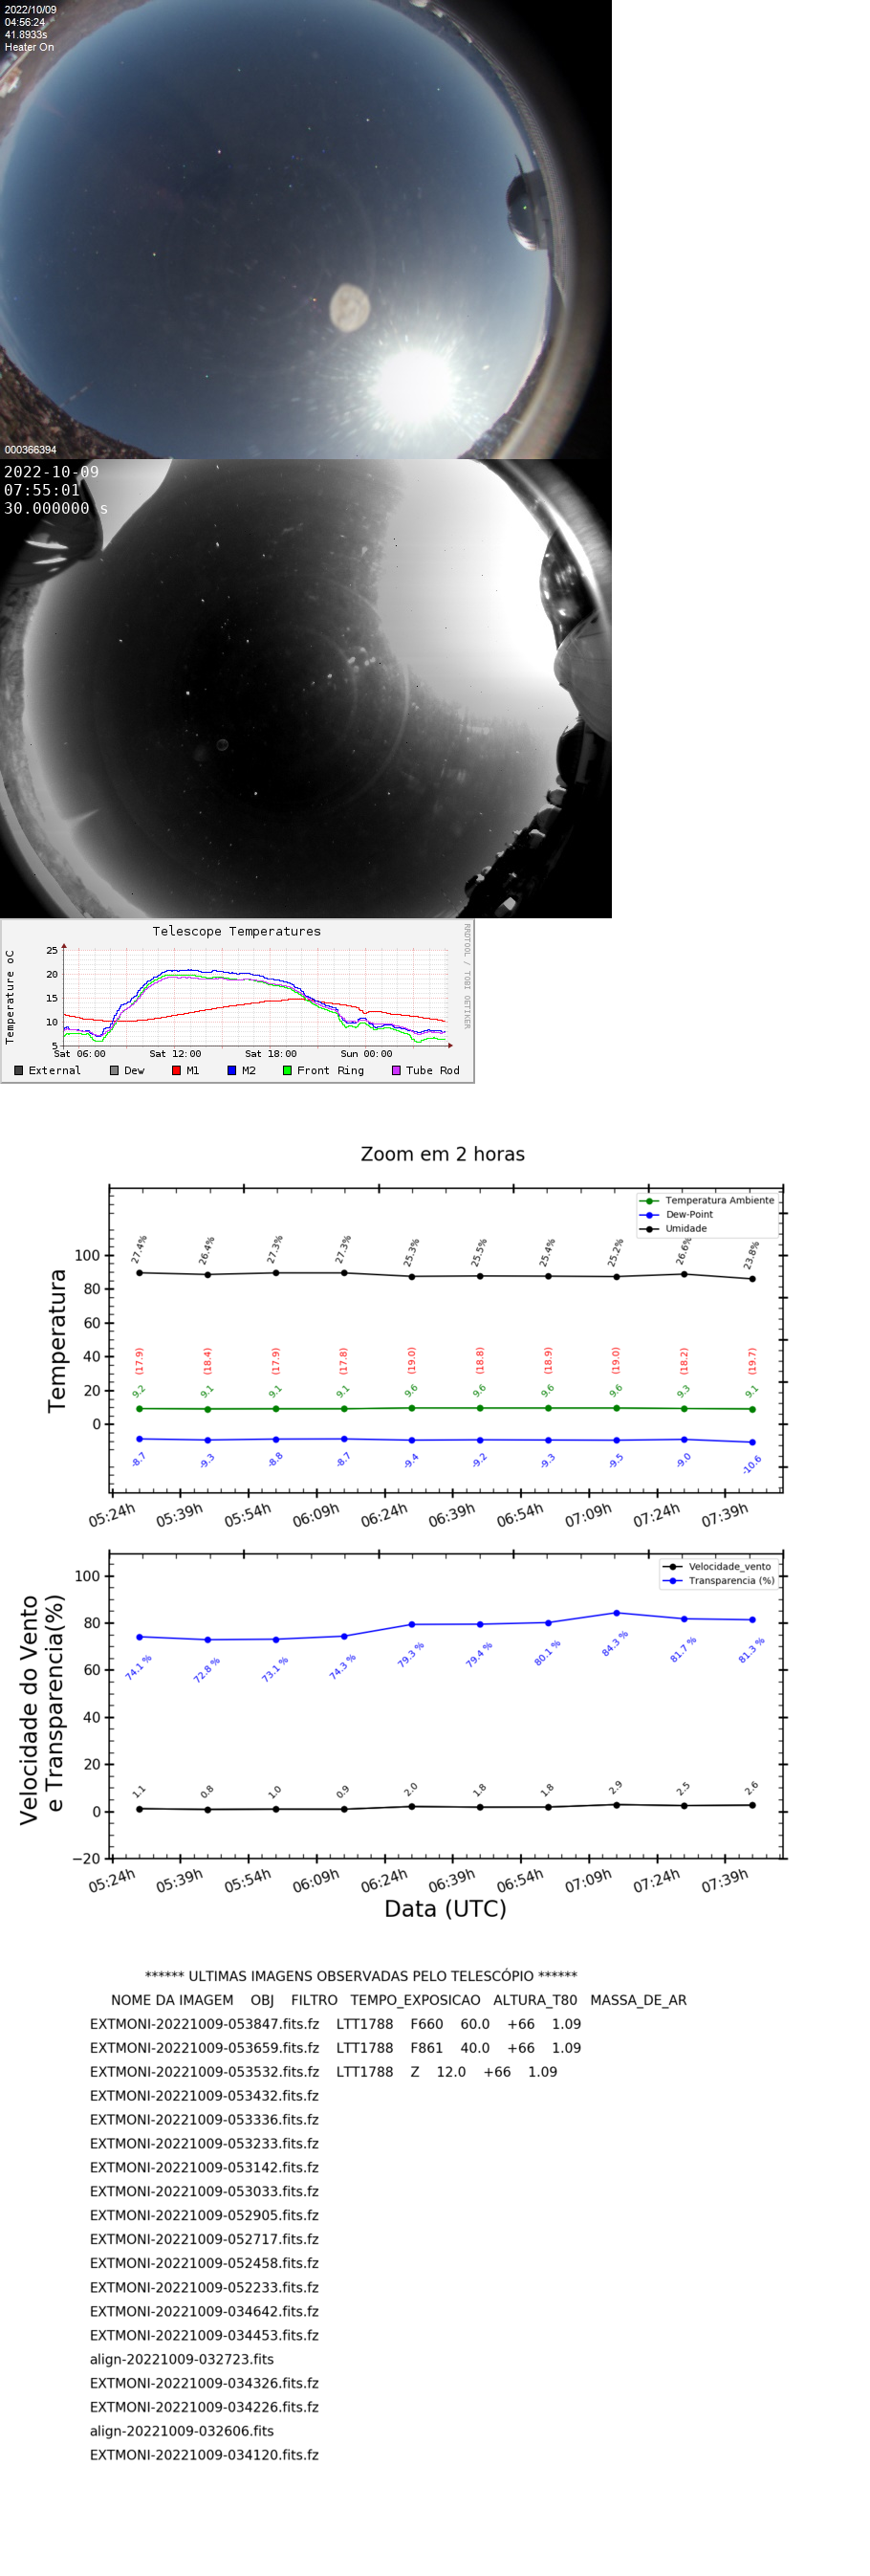 2022/10/09
04:56:24
41.8933s
Heater On
000366394
2022-10-09
07:55:01
30.000000 s
Telescope Temperatures
RRDTOOL / TOBI OETIKER
Temperature oC
25
20
15
10
5
Sat 06:00 Sat 12:00 Sat 18:00 Sun 00:00
External Dew M1 M2 Front Ring Tube Rod
Zoom em 2 horas
Temperatura Ambiente
Dew-Point
Umidade
Temperatura
100
80
60
40
20
0
27.4% 26.4% 27.3% 27.3% 25.3% 25.5% 25.4% 25.2% 26.6% 23.8%
(17.9) (18.4) (17.9) (17.8) (19.0) (18.8) (18.9) (19.0) (18.2) (19.7)
9.2 9.1 9.1 9.1 9.6 9.6 9.6 9.6 9.3 9.1
-8.7 -9.3 -8.8 -8.7 -9.4 -9.2 -9.3 -9.5 -9.0 -10.6
05:24h 05:39h 05:54h 06:09h 06:24h 06:39h 06:54h 07:09h 07:24h 07:39h
Velocidade_vento
Transparencia (%)
Velocidade do Vento
e Transparencia(%)
100
80
60
40
20
0
−20
74.1 % 72.8 % 73.1 % 74.3 % 79.3 % 79.4 % 80.1 % 84.3 % 81.7 % 81.3 %
1.1 0.8 1.0 0.9 2.0 1.8 1.8 2.9 2.5 2.6
05:24h 05:39h 05:54h 06:09h 06:24h 06:39h 06:54h 07:09h 07:24h 07:39h
Data (UTC)
****** ULTIMAS IMAGENS OBSERVADAS PELO TELESCÓPIO ******
NOME DA IMAGEM OBJ FILTRO TEMPO_EXPOSICAO ALTURA_T80 MASSA_DE_AR
EXTMONI-20221009-053847.fits.fz LTT1788 F660 60.0 +66 1.09
EXTMONI-20221009-053659.fits.fz LTT1788 F861 40.0 +66 1.09
EXTMONI-20221009-053532.fits.fz LTT1788 Z 12.0 +66 1.09
EXTMONI-20221009-053432.fits.fz
EXTMONI-20221009-053336.fits.fz
EXTMONI-20221009-053233.fits.fz
EXTMONI-20221009-053142.fits.fz
EXTMONI-20221009-053033.fits.fz
EXTMONI-20221009-052905.fits.fz
EXTMONI-20221009-052717.fits.fz
EXTMONI-20221009-052458.fits.fz
EXTMONI-20221009-052233.fits.fz
EXTMONI-20221009-034642.fits.fz
EXTMONI-20221009-034453.fits.fz
align-20221009-032723.fits
EXTMONI-20221009-034326.fits.fz
EXTMONI-20221009-034226.fits.fz
align-20221009-032606.fits
EXTMONI-20221009-034120.fits.fz